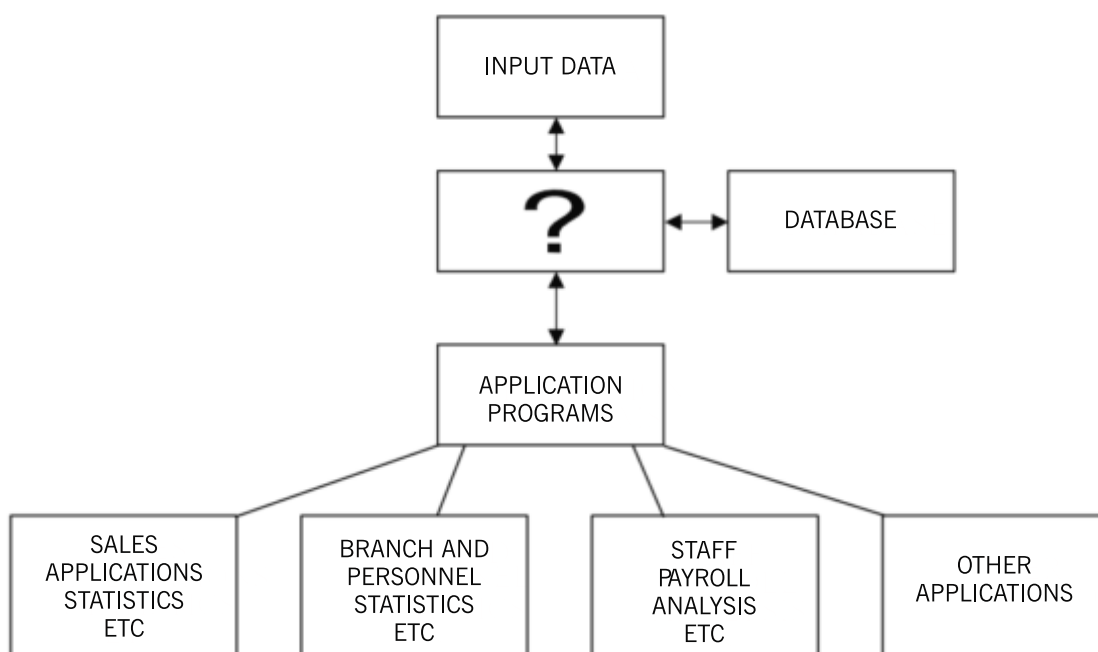 INPUT DATA
?
DATABASE
APPLICATION
PROGRAMS
SALES
APPLICATIONS
STATISTICS
ETC
BRANCH AND
PERSONNEL
STATISTICS
ETC
STAFF
PAYROLL
ANALYSIS
ETC
OTHER
APPLICATIONS